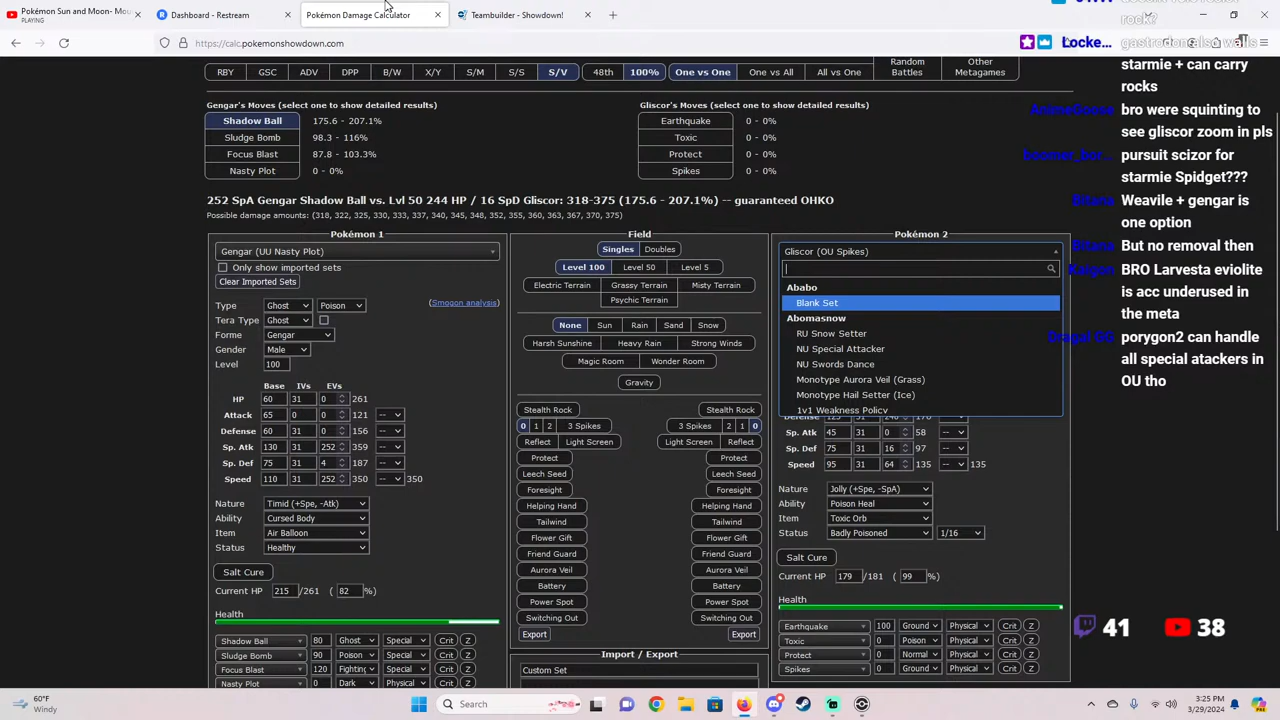 Pokémon Sun and Moon- Mou
PLAYING
Dashboard - Restream
Pokémon Damage Calculator
Teambuilder - Showdown!
https://calc.pokemonshowdown.com
RBY GSC ADV DPP B/W X/Y S/M S/S S/V 48th 100% One vs One One vs All All vs One Random Battles Other Metagames
Gengar's Moves (select one to show detailed results)
Shadow Ball 175.6 - 207.1%
Sludge Bomb 98.3 - 116%
Focus Blast 87.8 - 103.3%
Nasty Plot 0 - 0%
Gliscor's Moves (select one to show detailed results)
Earthquake 0 - 0%
Toxic 0 - 0%
Protect 0 - 0%
Spikes 0 - 0%
252 SpA Gengar Shadow Ball vs. Lvl 50 244 HP / 16 SpD Gliscor: 318-375 (175.6 - 207.1%) -- guaranteed OHKO
Possible damage amounts: (318, 322, 325, 330, 333, 337, 340, 345, 348, 352, 355, 360, 363, 367, 370, 375)
Pokémon 1
Gengar (UU Nasty Plot)
Only show imported sets
Clear Imported Sets
Type Ghost Poison (Smogon analysis)
Tera Type Ghost
Forme Gengar
Gender Male
Level 100
Base IVs EVs
HP 60 31 0 261
Attack 65 0 0 135 --
Defense 60 31 0 156 --
Sp. Atk 130 31 252 359 --
Sp. Def 75 31 4 187 --
Speed 110 31 252 350 -- 350
Nature Timid (+Spe, -Atk)
Ability Cursed Body
Item Air Balloon
Status Healthy
Salt Cure
Current HP 215 /261 ( 82 %)
Health
Shadow Ball 80 Ghost Special Crit Z
Sludge Bomb 90 Poison Special Crit Z
Focus Blast 120 Fighting Special Crit Z
Nasty Plot 0 Dark Physical Crit Z
Field
Singles Doubles
Level 100 Level 50 Level 5
Electric Terrain Grassy Terrain Misty Terrain
Psychic Terrain
None Sun Rain Sand Snow
Harsh Sunshine Heavy Rain Strong Winds
Magic Room Wonder Room
Gravity
Stealth Rock Stealth Rock
0 1 2 3 Spikes 3 Spikes 2 1 0
Reflect Light Screen Light Screen Reflect
Protect Protect
Leech Seed Leech Seed
Foresight Foresight
Helping Hand Helping Hand
Tailwind Tailwind
Flower Gift Flower Gift
Friend Guard Friend Guard
Aurora Veil Aurora Veil
Battery Battery
Power Spot Power Spot
Switching Out Switching Out
Export Export
Import / Export
Custom Set
Pokémon 2
Gliscor (OU Spikes)
Ababo
Blank Set
Abomasnow
RU Snow Setter
NU Special Attacker
NU Swords Dance
Monotype Aurora Veil (Grass)
Monotype Hail Setter (Ice)
1v1 Weakness Policy
Sp. Atk 45 31 0 58 --
Sp. Def 75 31 16 97 --
Speed 95 31 64 135 -- 135
Nature Jolly (+Spe, -SpA)
Ability Poison Heal
Item Toxic Orb
Status Badly Poisoned 1/16
Salt Cure
Current HP 179 /181 ( 99 %)
Health
Earthquake 100 Ground Physical Crit Z
Toxic 0 Poison Physical Crit Z
Protect 0 Normal Physical Crit Z
Spikes 0 Ground Physical Crit Z
rock?
Locke... gastrodon also walls
starmie + can carry
rocks
AnimeGoose bro were squinting to
see gliscor zoom in pls
boomer_bor... pursuit scizor for
starmie Spidget???
Bitana Weavile + gengar is
one option
Bitana But no removal then
Kaigon BRO Larvesta eviolite
is acc underused in
the meta
Dragal GG porygon2 can handle
all special atackers in
OU tho
41 38
60°F
Windy
Search
3:25 PM
3/29/2024